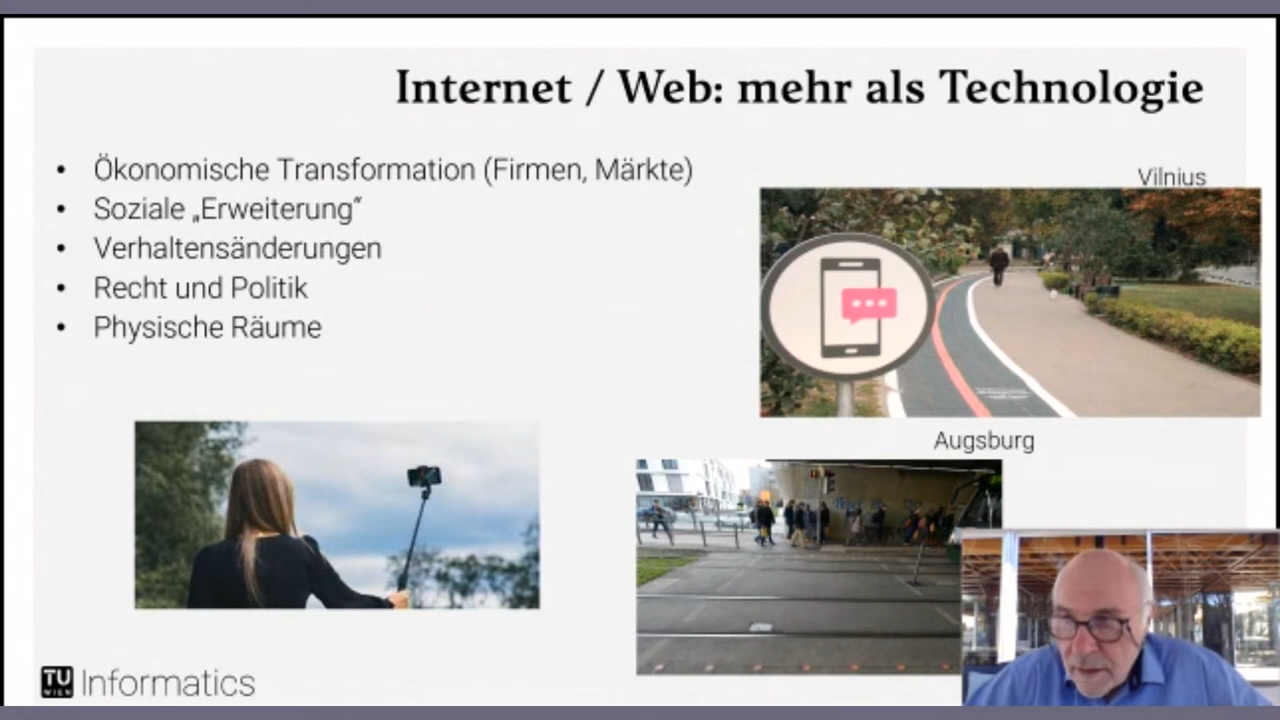 Internet / Web: mehr als Technologie
• Ökonomische Transformation (Firmen, Märkte)
• Soziale „Erweiterung“
• Verhaltensänderungen
• Recht und Politik
• Physische Räume
Vilnius
Augsburg
TU WIEN Informatics